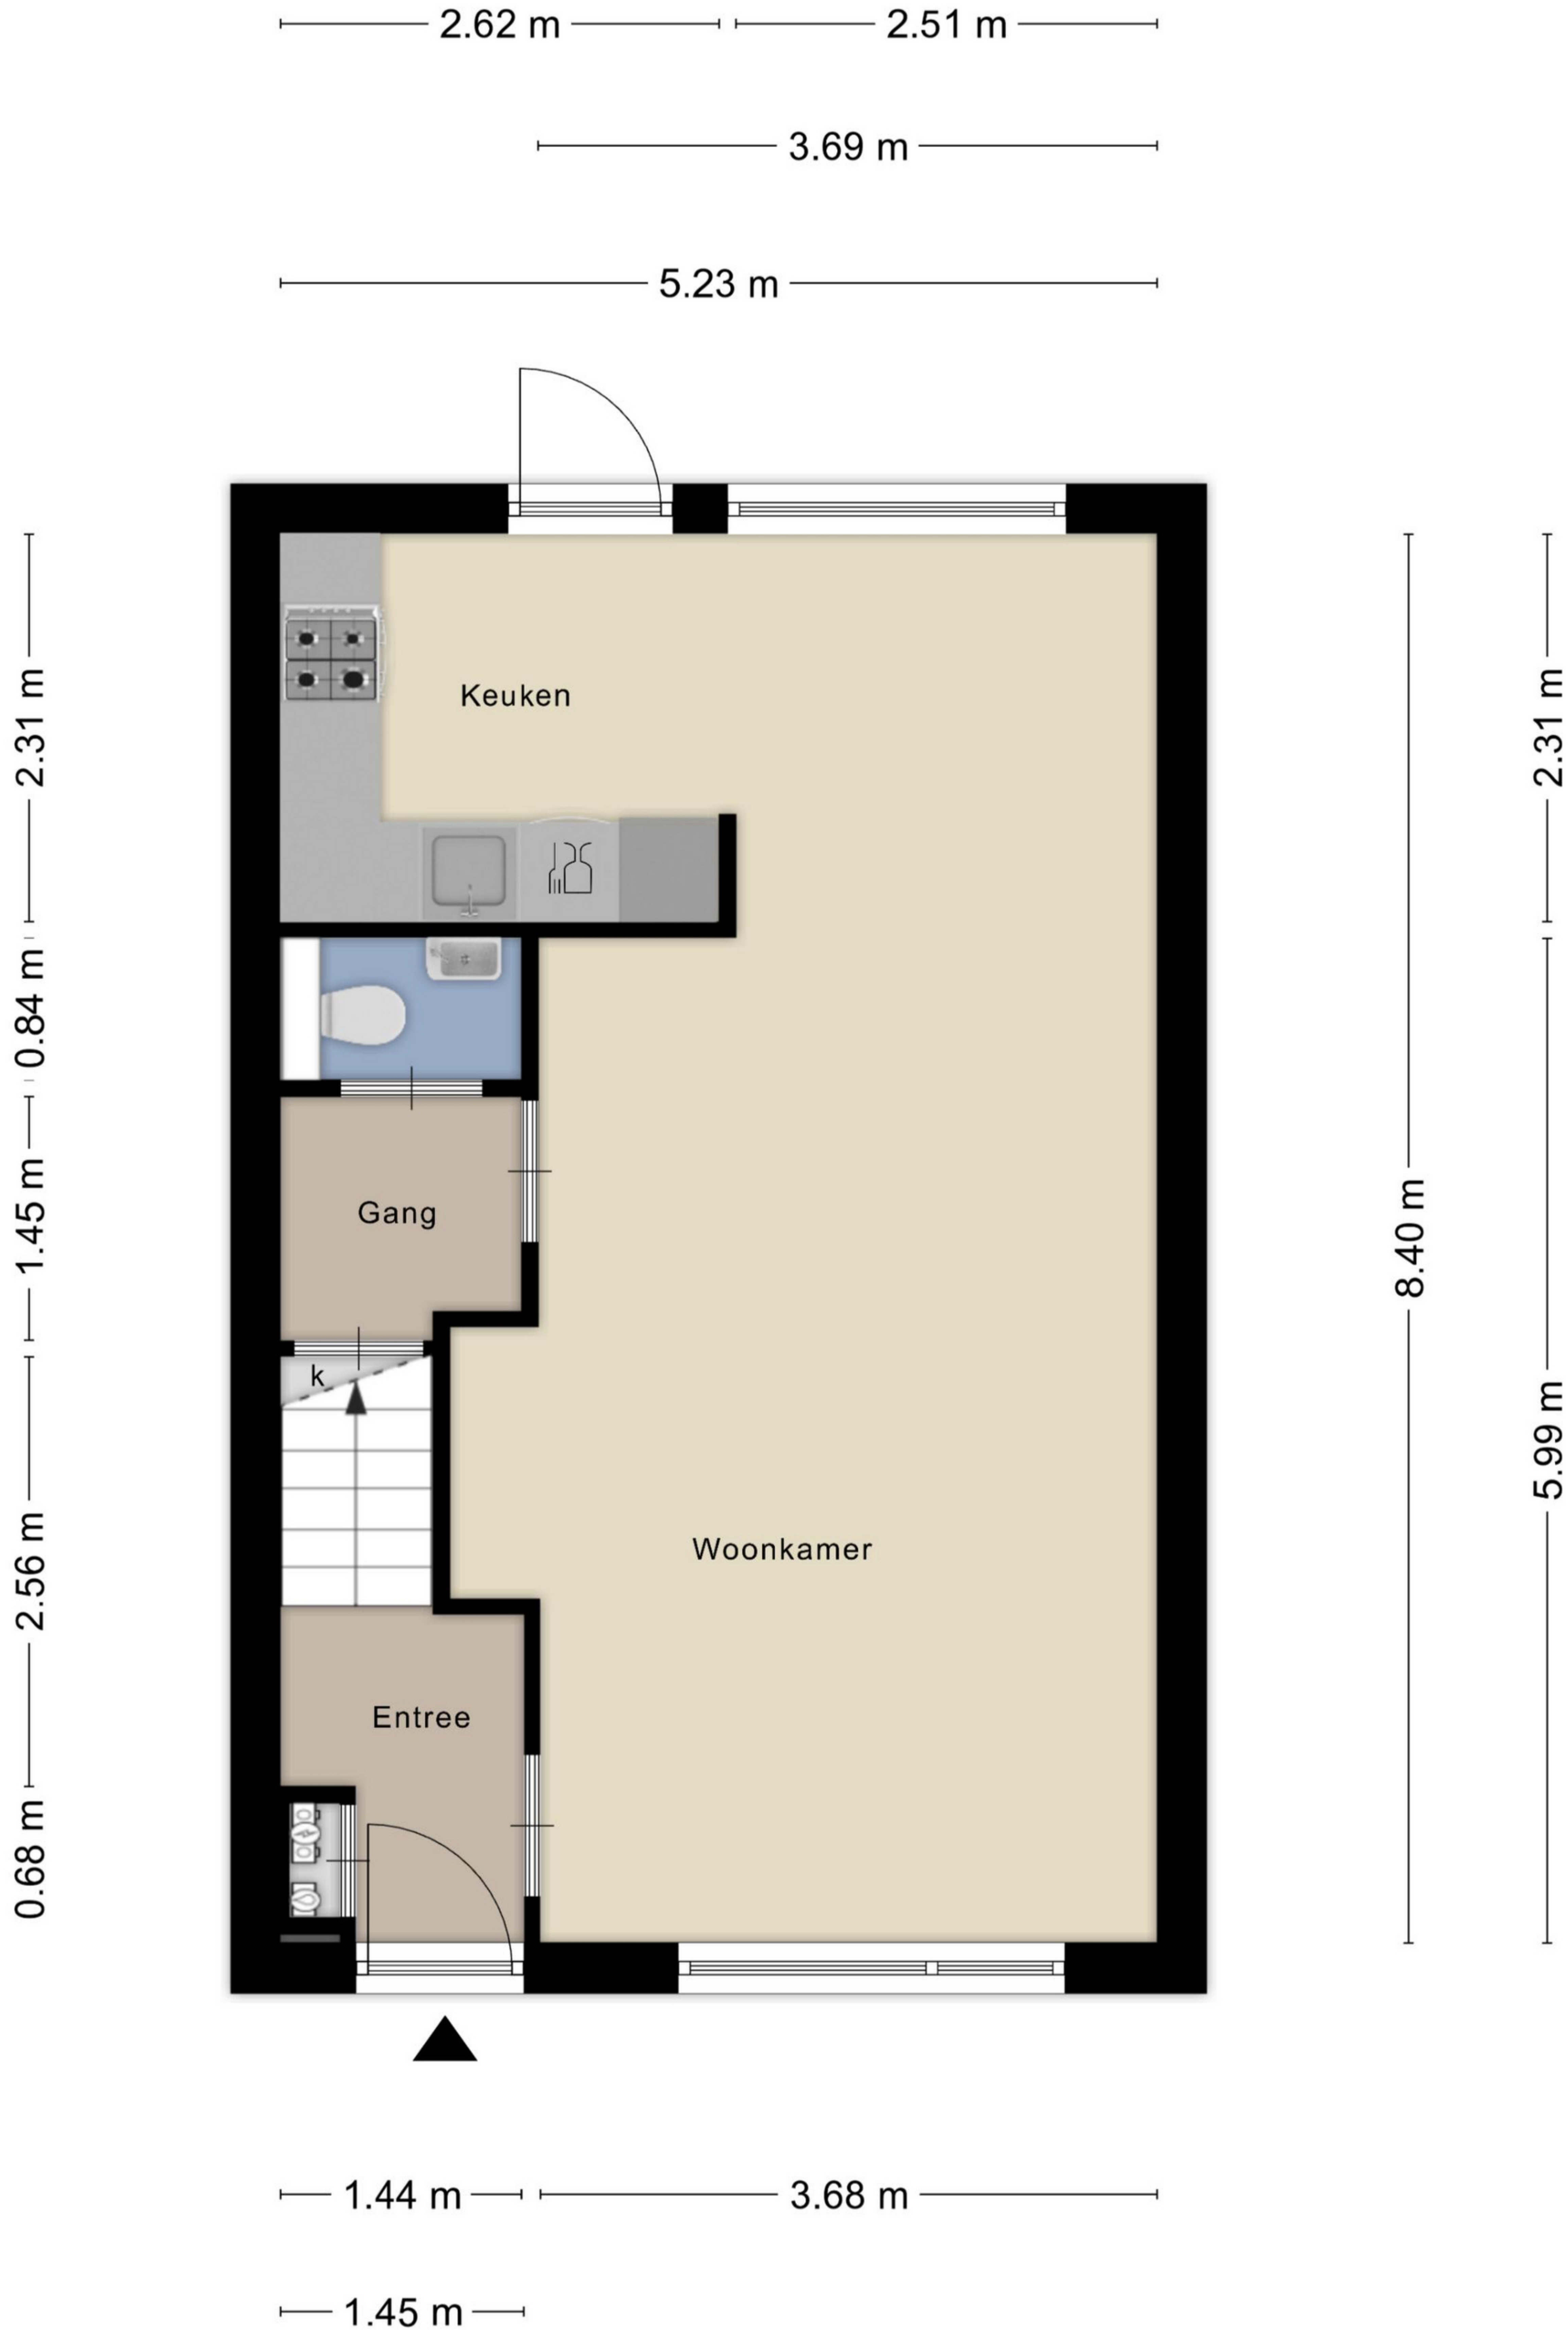 2.62 m
2.51 m
3.69 m
5.23 m
2.31 m
2.31 m
Keuken
0.84 m
1.45 m
Gang
8.40 m
k
5.99 m
2.56 m
Woonkamer
Entree
0.68 m
1.44 m
3.68 m
1.45 m